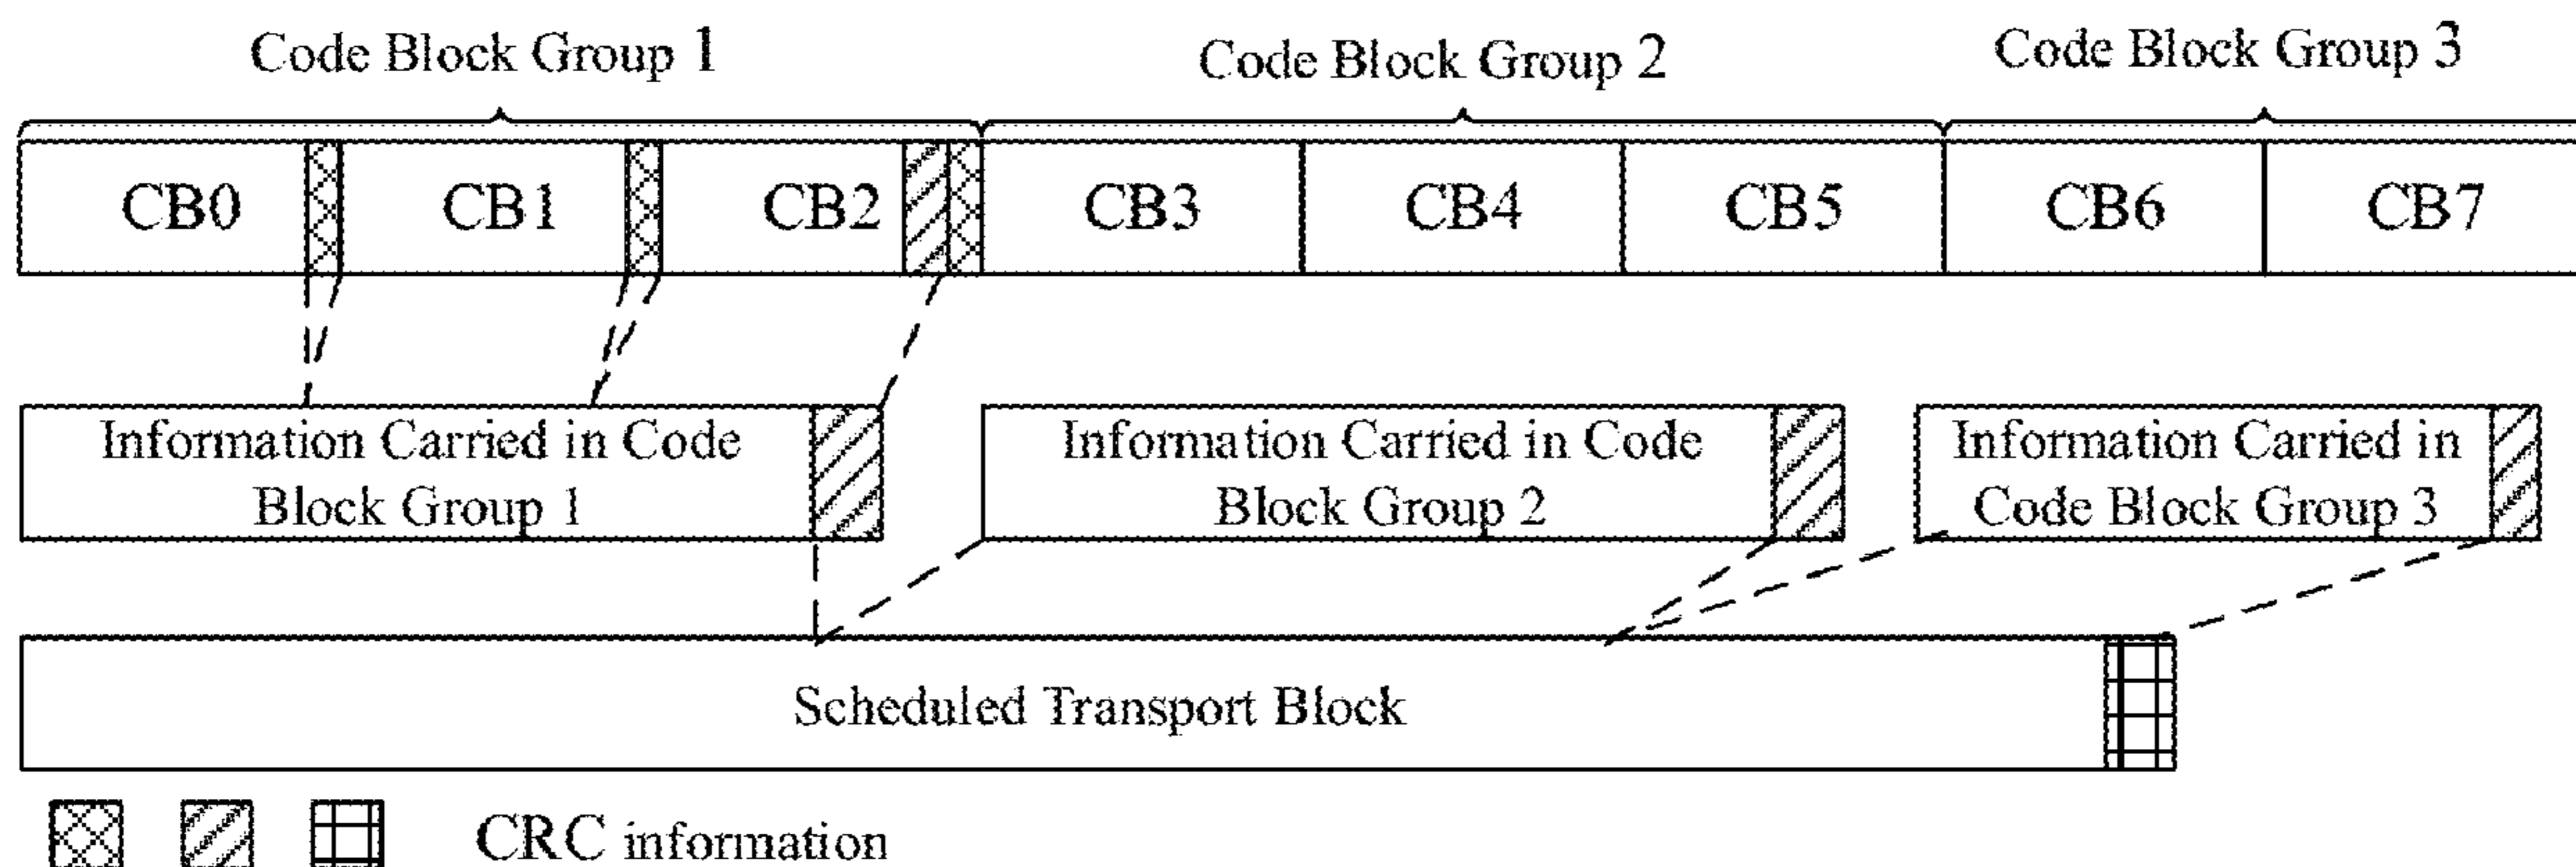 Code Block Group 1
Code Block Group 2
Code Block Group 3
CB0
CB1
CB2
CB3
CB4
CB5
CB6
CB7
Information Carried in Code
Block Group 1
Information Carried in Code
Block Group 2
Information Carried in
Code Block Group 3
Scheduled Transport Block
CRC information